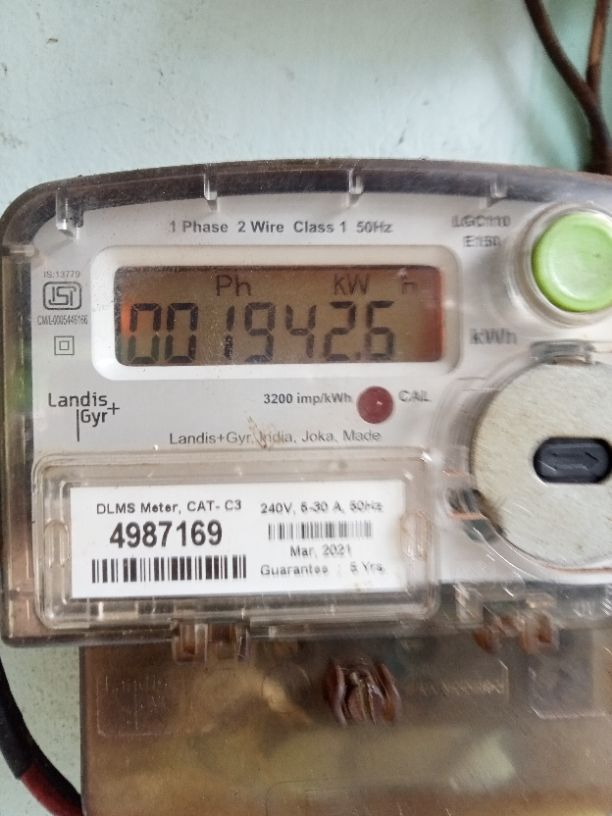 1 Phase 2 Wire Class 1 50Hz
LGC110
E150
IS:13779
ISI
Ph kW h
001942.6
kWh
Landis
Gyr+
3200 imp/kWh CAL
Landis+Gyr, India, Joka, Made
DLMS Meter, CAT- C3
4987169
240V, 5-30 A, 50Hz
Mar, 2021
Guarantee : 5 Yrs.
Landis